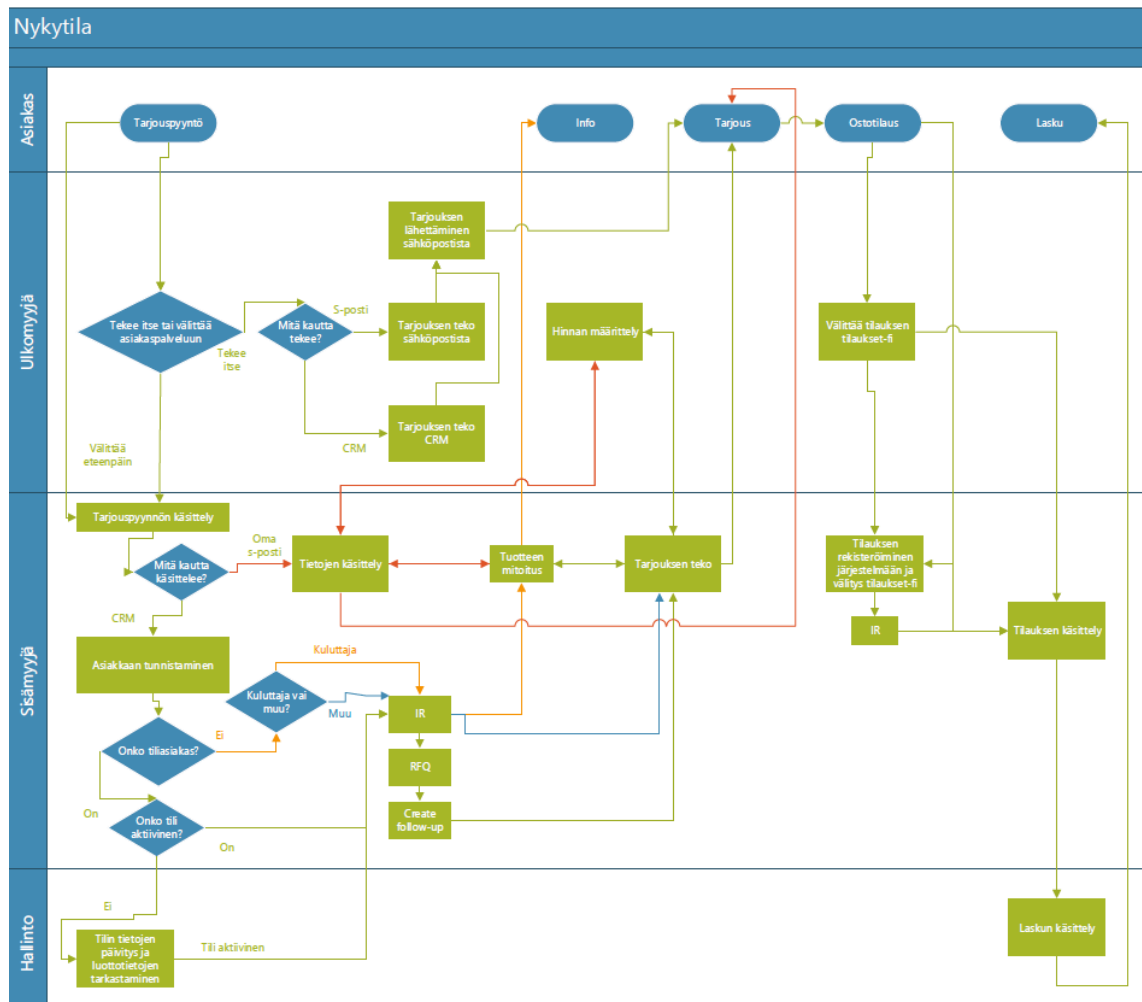 Nykytila
Asiakas
Tarjouspyyntö
Info
Tarjous
Ostotilaus
Lasku
Ulkomyyjä
Tarjouksen
lähettäminen
sähköpostista
Tekee itse tai välittää
asiakaspalveluun
Tekee
itse
Mitä kautta
tekee?
S-posti
Tarjouksen teko
sähköpostista
Hinnan määrittely
Välittää tilauksen
tilaukset-fi
CRM
Tarjouksen teko
CRM
Välittää
eteenpäin
Sisämyyjä
Tarjouspyynnön käsittely
Mitä kautta
käsittelee?
Oma
s-posti
Tietojen käsittely
Tuotteen
mitoitus
Tarjouksen teko
Tilauksen
rekisteröiminen
järjestelmään ja
välitys tilaukset-fi
IR
Tilauksen käsittely
CRM
Asiakkaan tunnistaminen
Kuluttaja
Kuluttaja vai
muu?
Muu
IR
Onko tiliasiakas?
Ei
RFQ
Create
follow-up
On
Onko tili
aktiivinen?
On
Hallinto
Ei
Tilin tietojen
päivitys ja
luottotietojen
tarkastaminen
Tili aktiivinen
Laskun käsittely